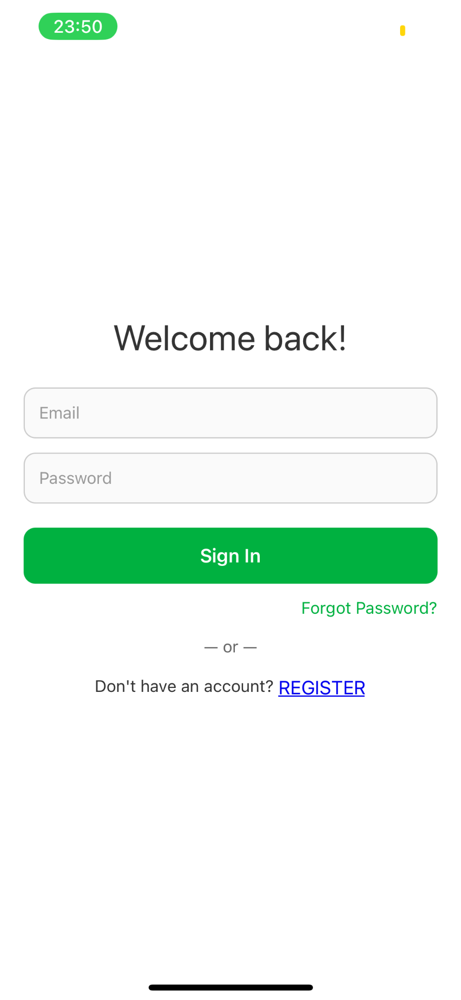 23:50
Welcome back!
Email
Password
Sign In
Forgot Password?
— or —
Don't have an account? REGISTER